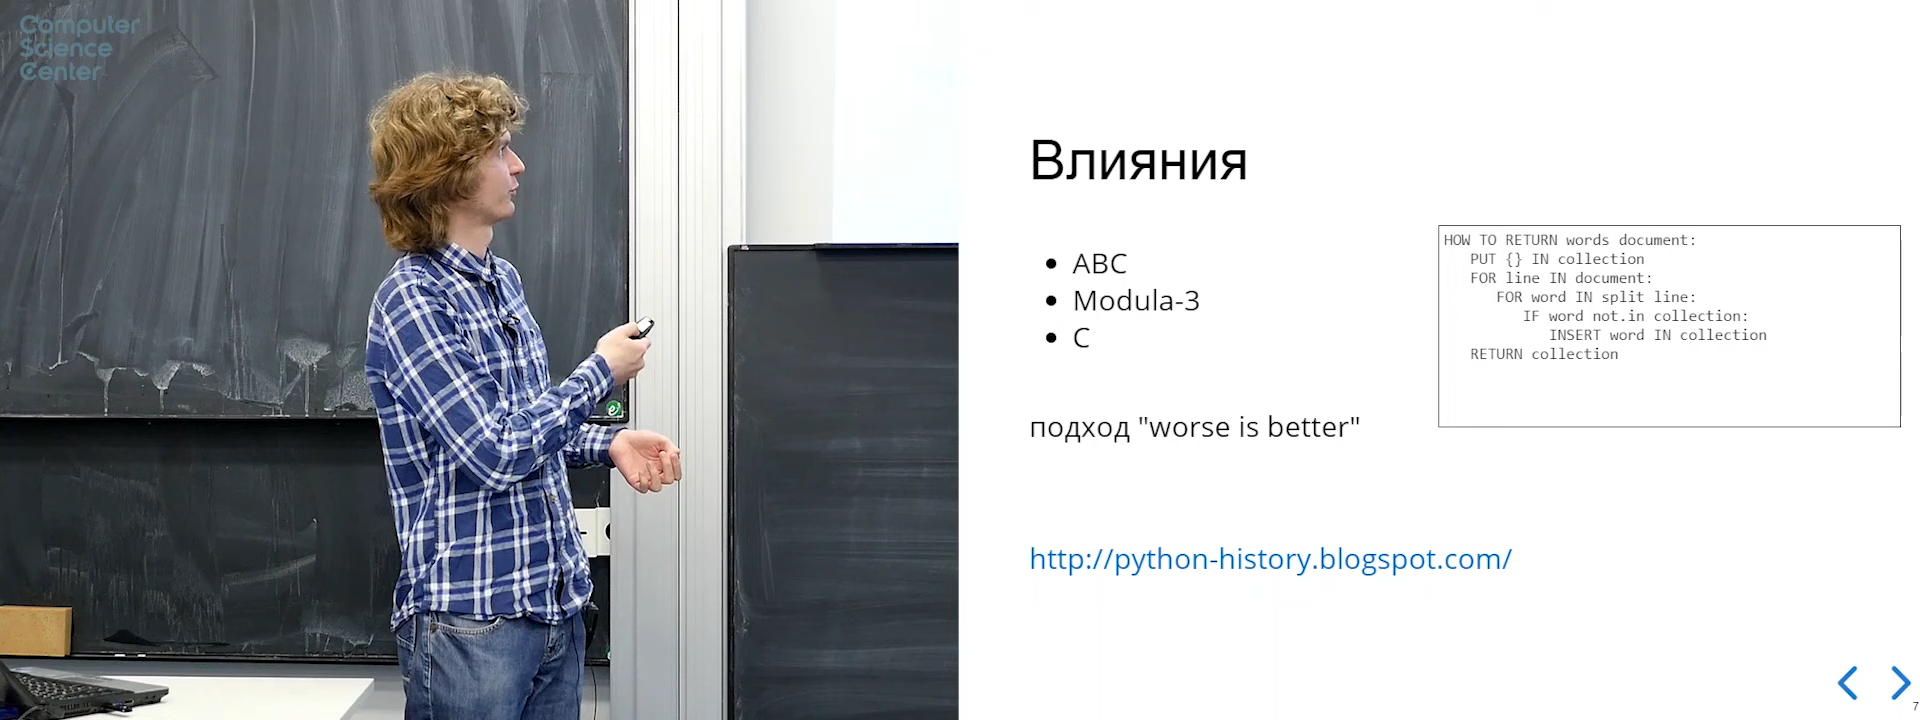 Computer
Science
Center
Влияния
ABC
Modula-3
C
подход "worse is better"
http://python-history.blogspot.com/
HOW TO RETURN words document:
PUT {} IN collection
FOR line IN document:
FOR word IN split line:
IF word not.in collection:
INSERT word IN collection
RETURN collection
7